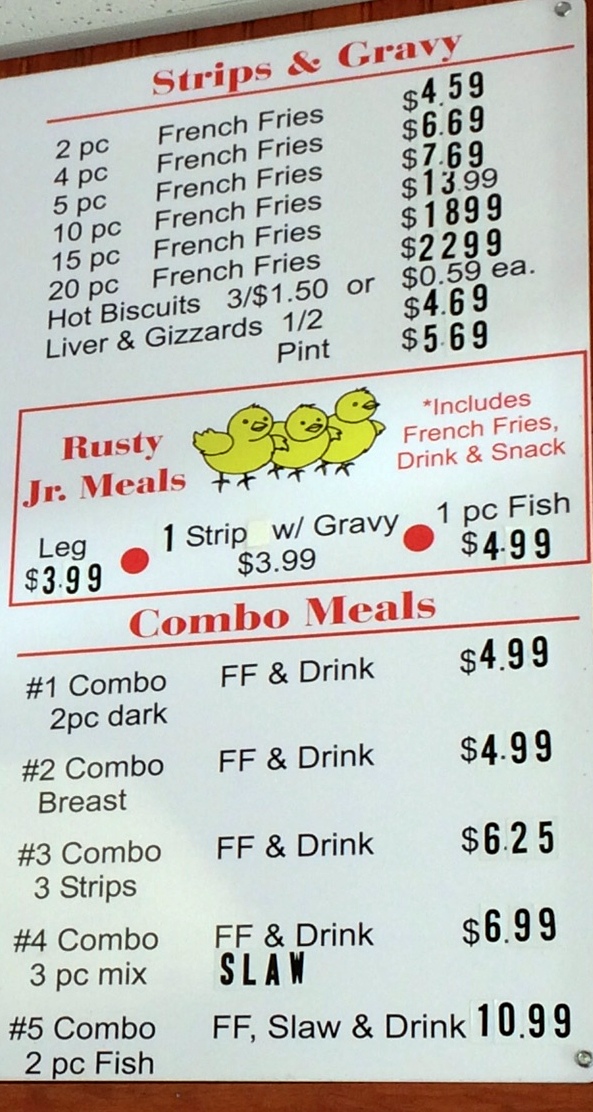 Strips & Gravy
2 pc French Fries $4.59
4 pc French Fries $6.69
5 pc French Fries $7.69
10 pc French Fries $13.99
15 pc French Fries $1899
20 pc French Fries $2299
Hot Biscuits 3/$1.50 or $0.59 ea.
Liver & Gizzards 1/2 $4.69
Pint $5.69
Rusty
Jr. Meals
*Includes
French Fries,
Drink & Snack
Leg
$3.99
1 Strip w/ Gravy
$3.99
1 pc Fish
$4.99
Combo Meals
#1 Combo FF & Drink $4.99
2pc dark
#2 Combo FF & Drink $4.99
Breast
#3 Combo FF & Drink $6.25
3 Strips
#4 Combo FF & Drink $6.99
3 pc mix SLAW
#5 Combo FF, Slaw & Drink 10.99
2 pc Fish